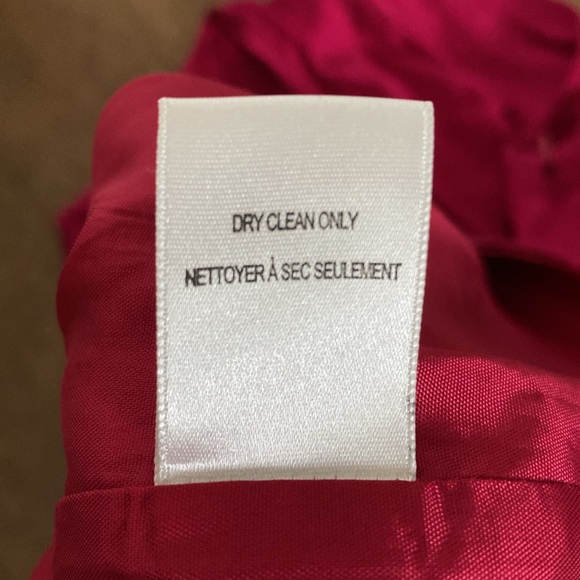 DRY CLEAN ONLY
NETTOYER À SEC SEULEMENT